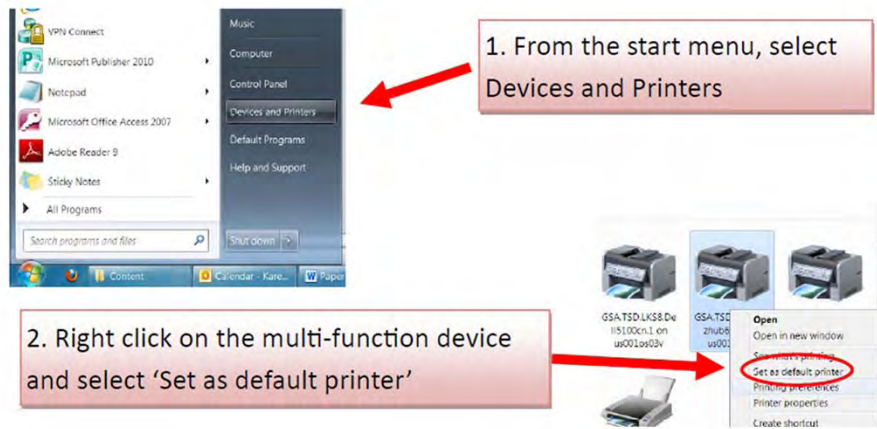 VPN Connect
Microsoft Publisher 2010
Notepad
Microsoft Office Access 2007
Adobe Reader 9
Sticky Notes
All Programs
Search programs and files
Music
Computer
Control Panel
Devices and Printers
Default Programs
Help and Support
Shut down
Content
Calendar - Kare...
Paper
1. From the start menu, select
Devices and Printers
2. Right click on the multi-function device
and select ‘Set as default printer’
GSA.TSD.LKS8.De
ll5100cn.1 on
us001ps03v
GSA.TSD
zhub6
us001
Open
Open in new window
See what's printing
Set as default printer
Printing preferences
Printer properties
Create shortcut